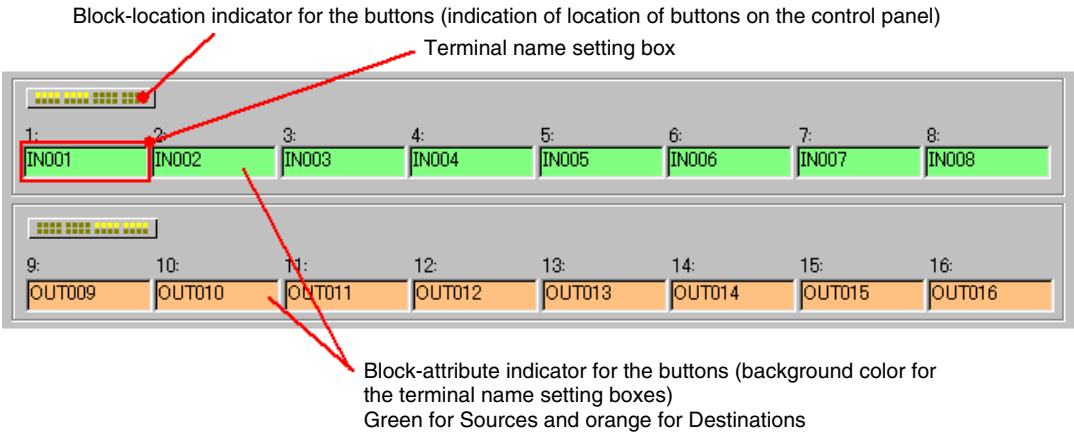 Block-location indicator for the buttons (indication of location of buttons on the control panel)
Terminal name setting box
1: 2: 3: 4: 5: 6: 7: 8:
IN001 IN002 IN003 IN004 IN005 IN006 IN007 IN008
9: 10: 11: 12: 13: 14: 15: 16:
OUT009 OUT010 OUT011 OUT012 OUT013 OUT014 OUT015 OUT016
Block-attribute indicator for the buttons (background color for
the terminal name setting boxes)
Green for Sources and orange for Destinations